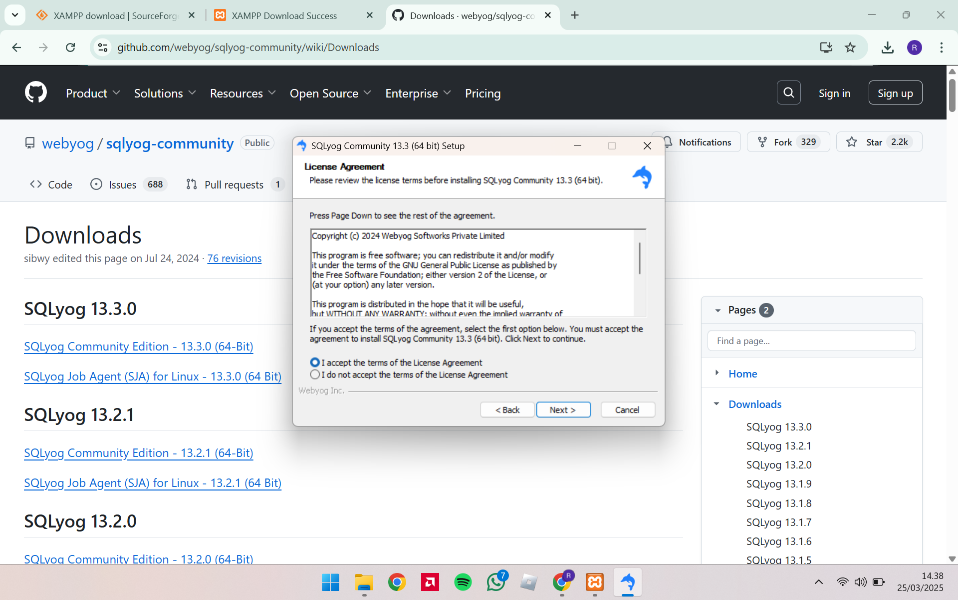 XAMPP download | SourceForg
XAMPP Download Success
Downloads · webyog/sqlyog-co
github.com/webyog/sqlyog-community/wiki/Downloads
R
Product
Solutions
Resources
Open Source
Enterprise
Pricing
Sign in
Sign up
webyog / sqlyog-community
Public
Notifications
Fork 329
Star 2.2k
Code
Issues 688
Pull requests 1
Downloads
sibwy edited this page on Jul 24, 2024 · 76 revisions
SQLyog 13.3.0
SQLyog Community Edition - 13.3.0 (64-Bit)
SQLyog Job Agent (SJA) for Linux - 13.3.0 (64 Bit)
SQLyog 13.2.1
SQLyog Community Edition - 13.2.1 (64-Bit)
SQLyog Job Agent (SJA) for Linux - 13.2.1 (64 Bit)
SQLyog 13.2.0
SQLyog Community Edition - 13.2.0 (64-Bit)
SQLyog Community 13.3 (64 bit) Setup
License Agreement
Please review the license terms before installing SQLyog Community 13.3 (64 bit).
Press Page Down to see the rest of the agreement.
Copyright (c) 2024 Webyog Softworks Private Limited
This program is free software; you can redistribute it and/or modify
it under the terms of the GNU General Public License as published by
the Free Software Foundation; either version 2 of the License, or
(at your option) any later version.
This program is distributed in the hope that it will be useful,
but WITHOUT ANY WARRANTY; without even the implied warranty of
If you accept the terms of the agreement, select the first option below. You must accept the
agreement to install SQLyog Community 13.3 (64 bit). Click Next to continue.
I accept the terms of the License Agreement
I do not accept the terms of the License Agreement
Webyog Inc.
< Back
Next >
Cancel
Pages 2
Find a page...
Home
Downloads
SQLyog 13.3.0
SQLyog 13.2.1
SQLyog 13.2.0
SQLyog 13.1.9
SQLyog 13.1.8
SQLyog 13.1.7
SQLyog 13.1.6
SQLyog 13.1.5
7
R
14.38
25/03/2025